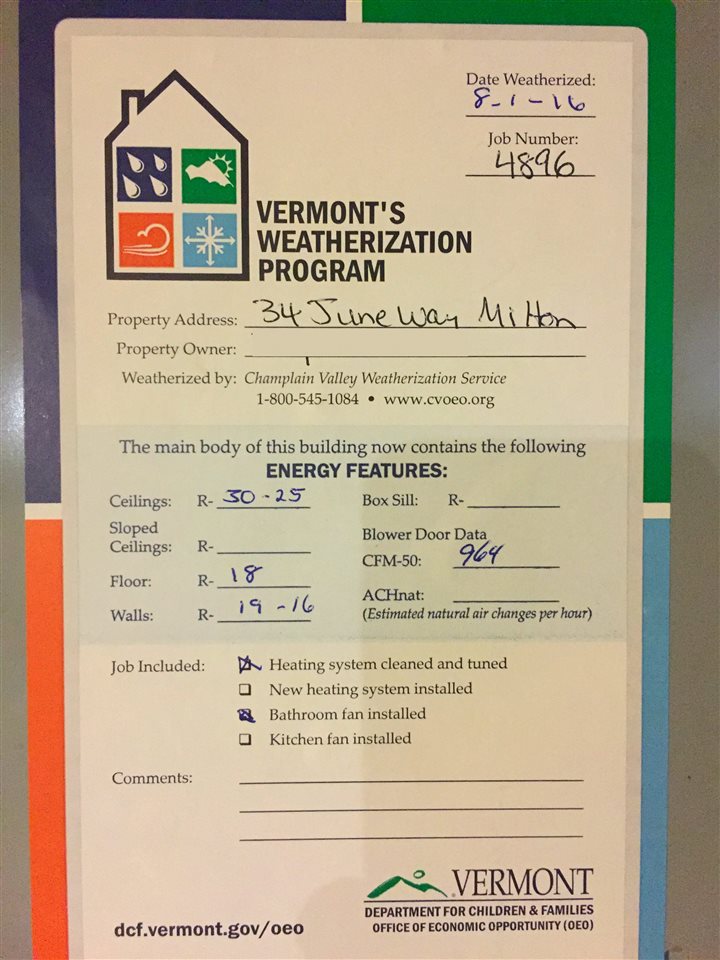 Date Weatherized:
8-1-16
Job Number:
4896
VERMONT'S
WEATHERIZATION
PROGRAM
Property Address: 34 June Way Milton
Property Owner:
Weatherized by: Champlain Valley Weatherization Service
1-800-545-1084 • www.cvoeo.org
The main body of this building now contains the following
ENERGY FEATURES:
Ceilings: R- 30-25
Sloped
Ceilings: R-
Floor: R- 18
Walls: R- 19-16
Box Sill: R-
Blower Door Data
CFM-50: 964
ACHnat:
(Estimated natural air changes per hour)
Job Included: Heating system cleaned and tuned
New heating system installed
Bathroom fan installed
Kitchen fan installed
Comments:
VERMONT
DEPARTMENT FOR CHILDREN & FAMILIES
OFFICE OF ECONOMIC OPPORTUNITY (OEO)
dcf.vermont.gov/oeo